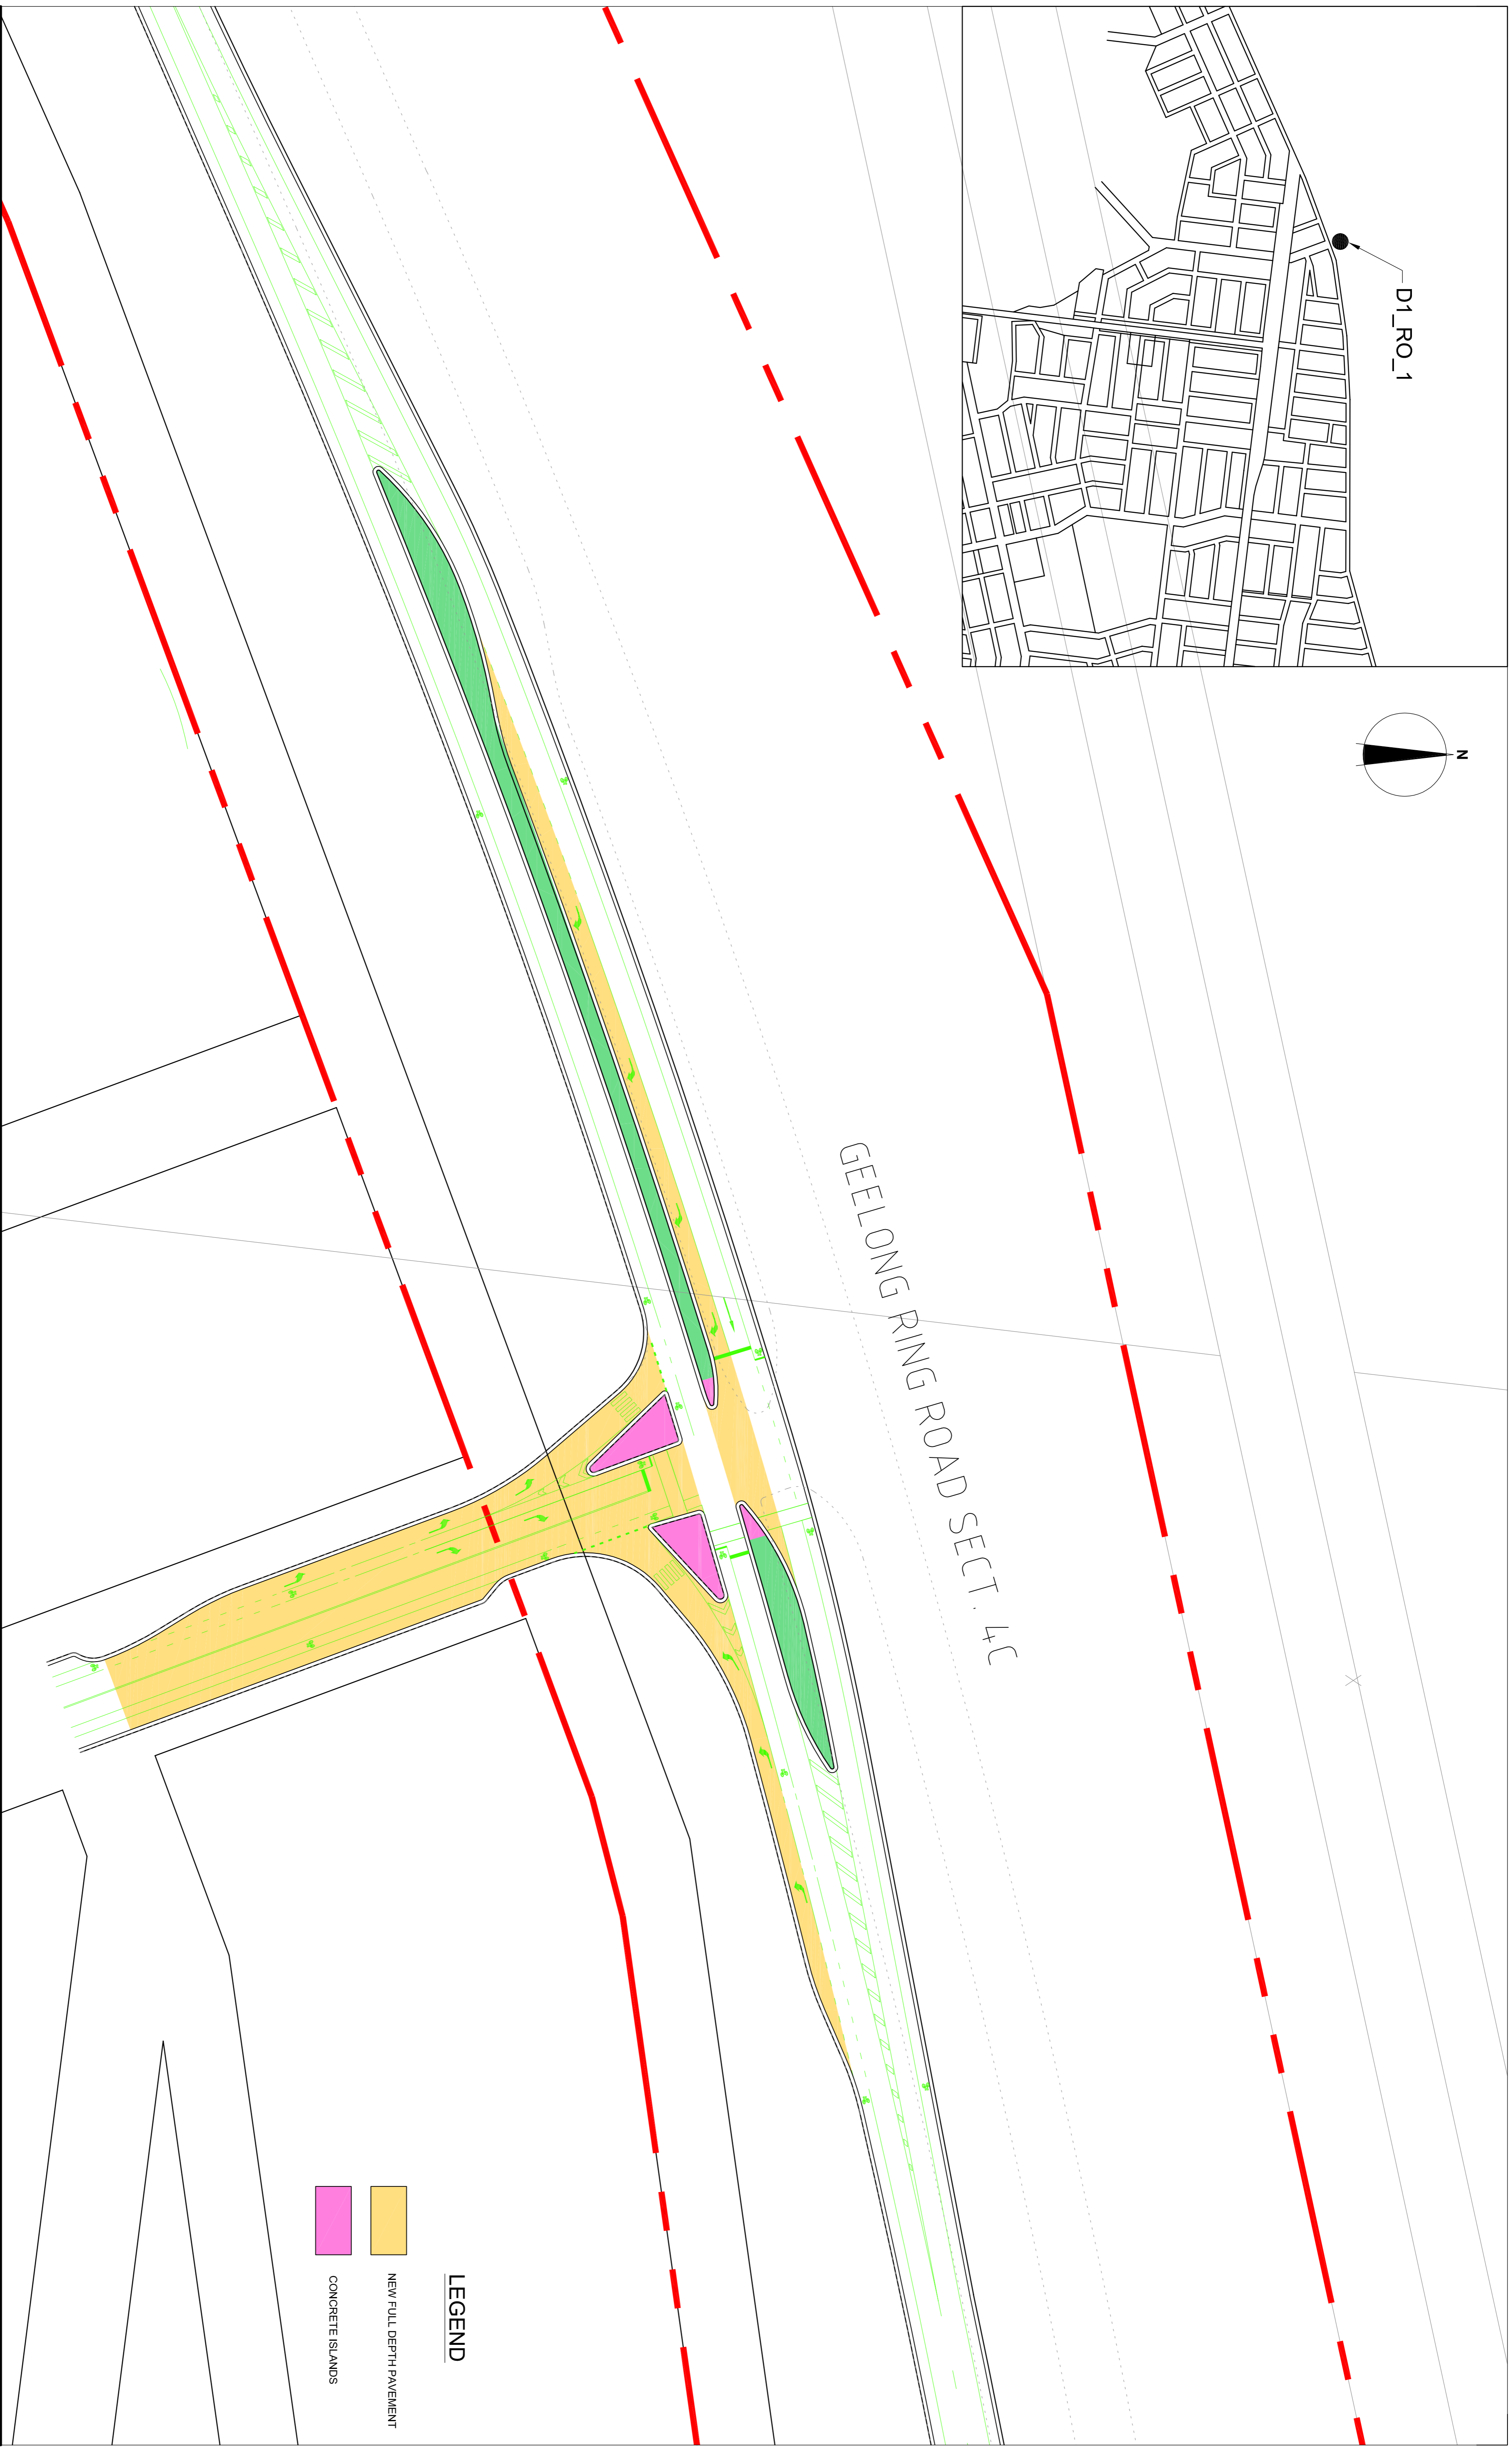 D1_RO_1
N
GEELONG RING ROAD SECT. 4C
LEGEND
NEW FULL DEPTH PAVEMENT
CONCRETE ISLANDS